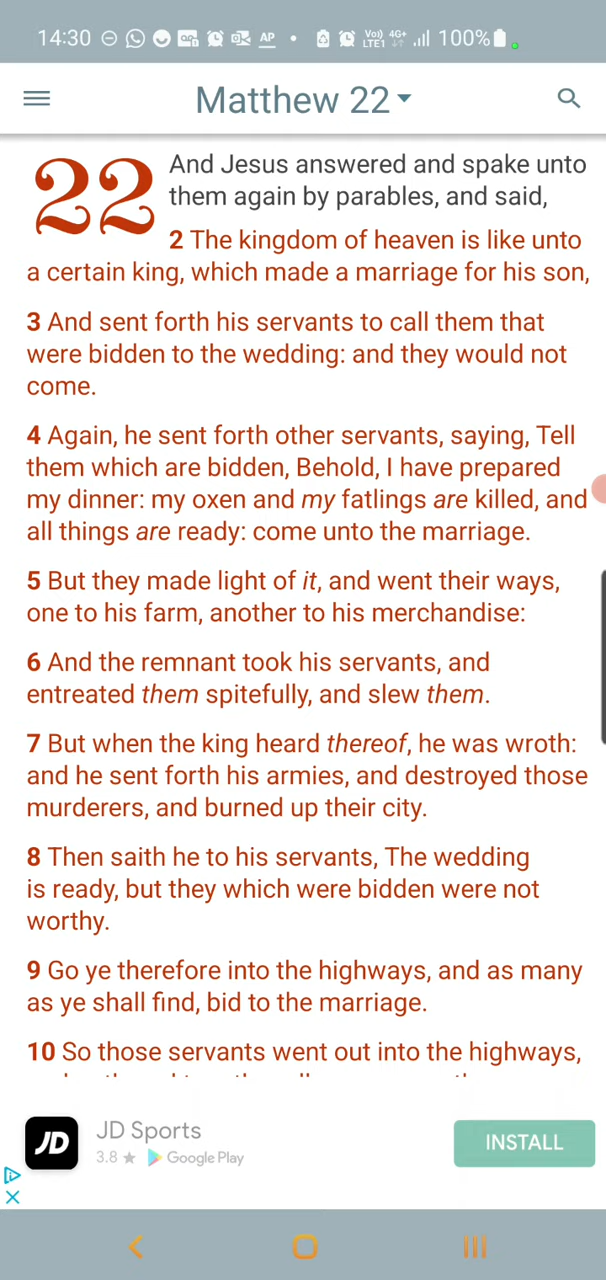 14:30 AP Vo) LTE1 4G+ 100%
Matthew 22
22 And Jesus answered and spake unto
them again by parables, and said,
2 The kingdom of heaven is like unto
a certain king, which made a marriage for his son,
3 And sent forth his servants to call them that
were bidden to the wedding: and they would not
come.
4 Again, he sent forth other servants, saying, Tell
them which are bidden, Behold, I have prepared
my dinner: my oxen and my fatlings are killed, and
all things are ready: come unto the marriage.
5 But they made light of it, and went their ways,
one to his farm, another to his merchandise:
6 And the remnant took his servants, and
entreated them spitefully, and slew them.
7 But when the king heard thereof, he was wroth:
and he sent forth his armies, and destroyed those
murderers, and burned up their city.
8 Then saith he to his servants, The wedding
is ready, but they which were bidden were not
worthy.
9 Go ye therefore into the highways, and as many
as ye shall find, bid to the marriage.
10 So those servants went out into the highways,
JD
JD Sports
3.8 ★ Google Play
INSTALL